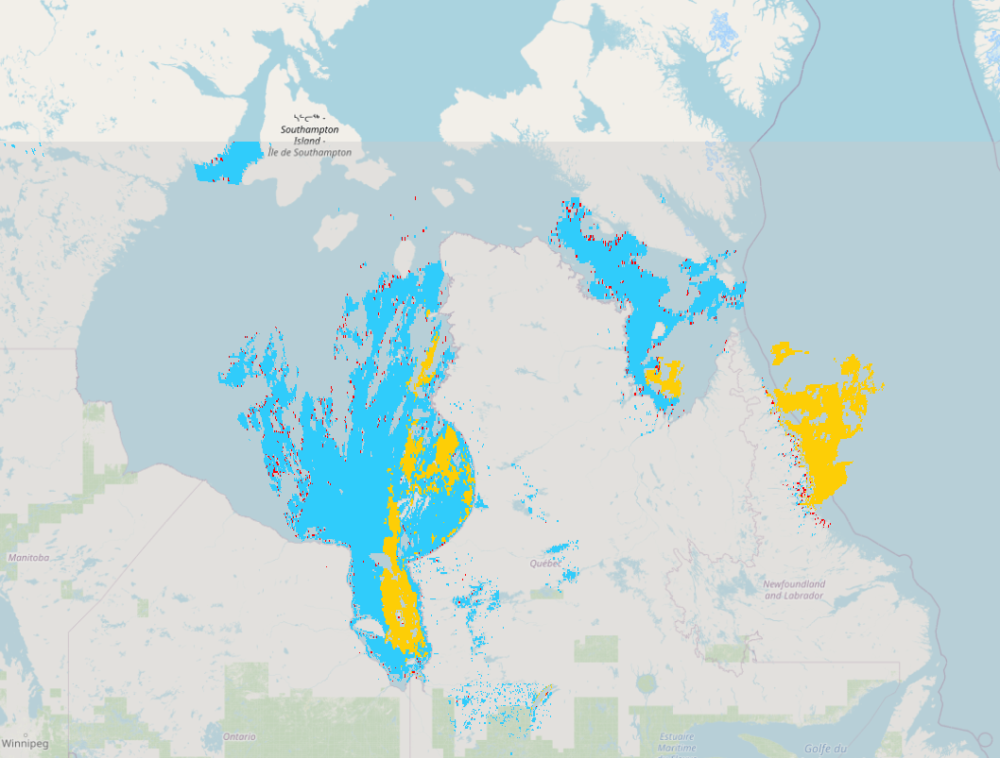 Southampton
Island -
Île de Southampton
Manitoba
Québec
Newfoundland
and Labrador
Ontario
Winnipeg
Estuaire
Maritime
Golfe du